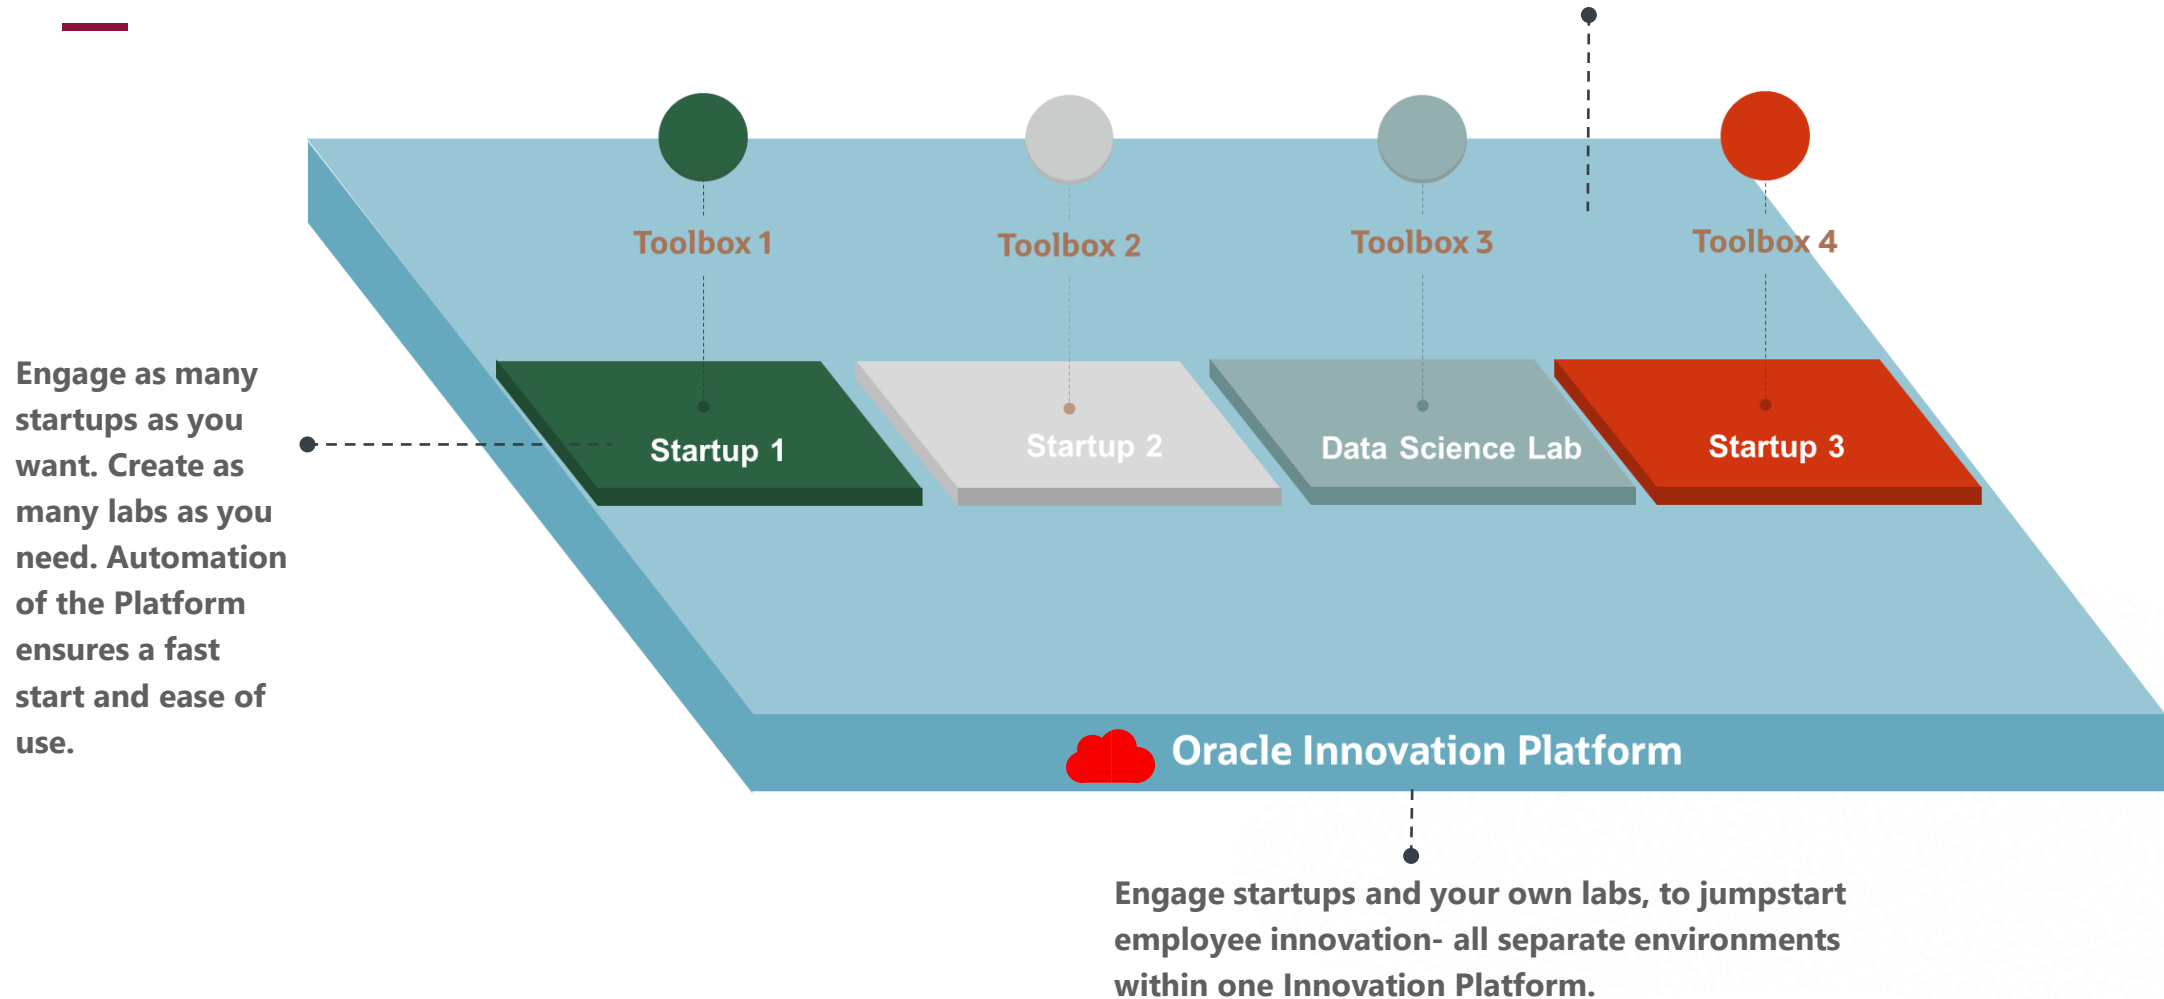 Toolbox 1
Toolbox 2
Toolbox 3
Toolbox 4
Engage as many
startups as you
want. Create as
many labs as you
need. Automation
of the Platform
ensures a fast
start and ease of
use.
Startup 1
Startup 2
Data Science Lab
Startup 3
Oracle Innovation Platform
Engage startups and your own labs, to jumpstart
employee innovation- all separate environments
within one Innovation Platform.